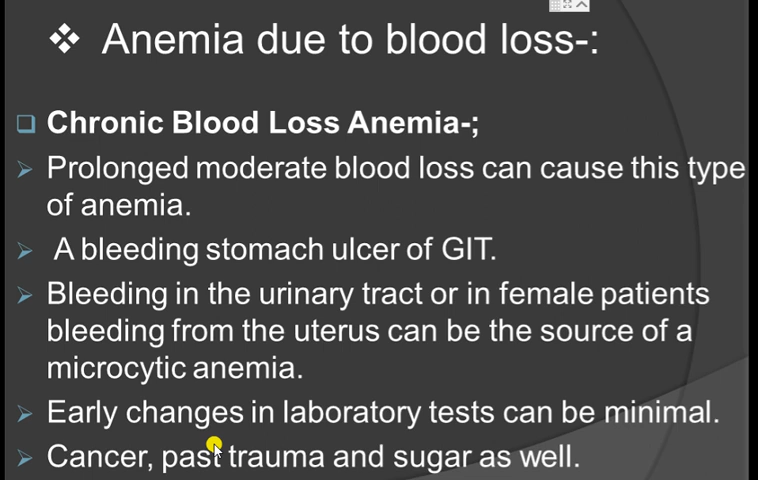 Anemia due to blood loss-:
Chronic Blood Loss Anemia-;
Prolonged moderate blood loss can cause this type
of anemia.
A bleeding stomach ulcer of GIT.
Bleeding in the urinary tract or in female patients
bleeding from the uterus can be the source of a
microcytic anemia.
Early changes in laboratory tests can be minimal.
Cancer, past trauma and sugar as well.